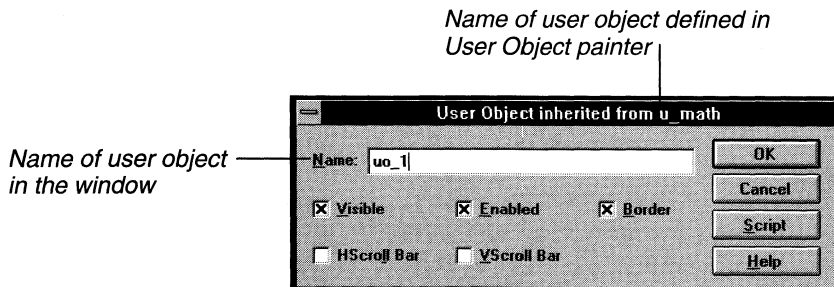 Name of user object defined in
User Object painter
User Object inherited from u_math
Name of user object
in the window
Name: uo_1
OK
Cancel
Visible
Enabled
Border
Script
HScroll Bar
VScroll Bar
Help